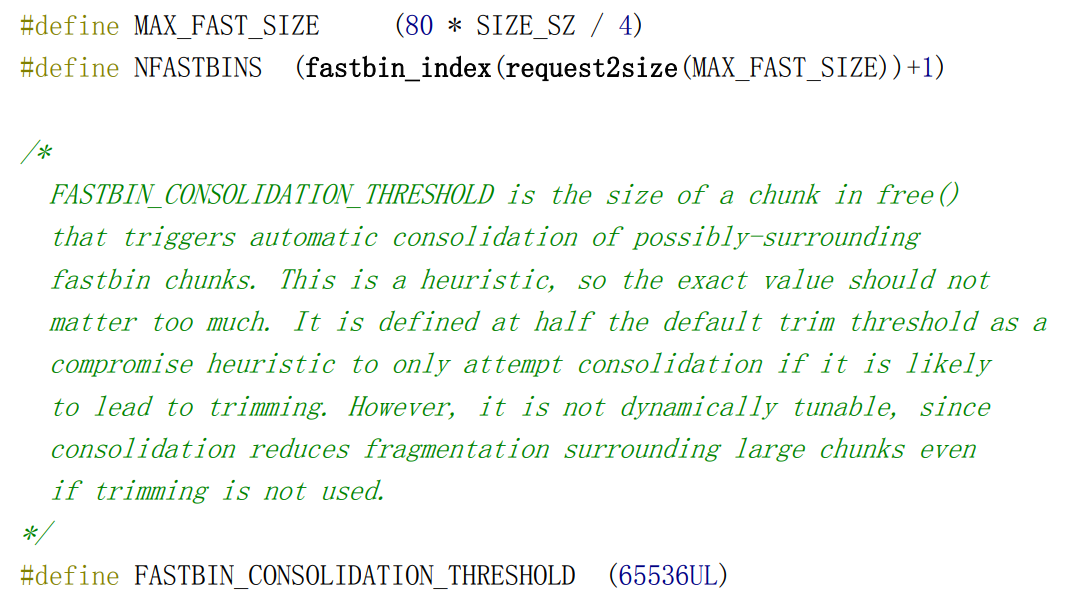 #define MAX_FAST_SIZE     (80 * SIZE_SZ / 4)
#define NFASTBINS  (fastbin_index(request2size(MAX_FAST_SIZE))+1)
/*
FASTBIN_CONSOLIDATION_THRESHOLD is the size of a chunk in free()
that triggers automatic consolidation of possibly-surrounding
fastbin chunks. This is a heuristic, so the exact value should not
matter too much. It is defined at half the default trim threshold as a
compromise heuristic to only attempt consolidation if it is likely
to lead to trimming. However, it is not dynamically tunable, since
consolidation reduces fragmentation surrounding large chunks even
if trimming is not used.
*/
#define FASTBIN_CONSOLIDATION_THRESHOLD  (65536UL)